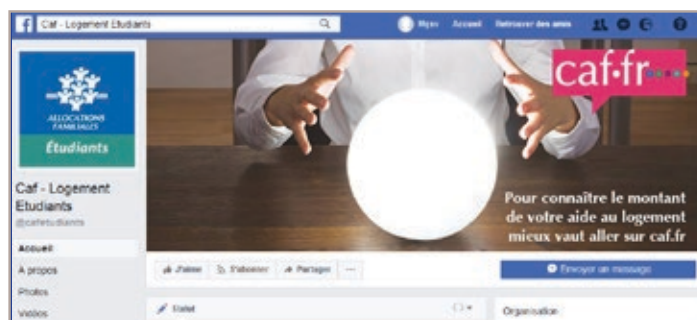 f Caf - Logement Etudiants
Accueil Retrouver des amis
caf.fr
ALLOCATIONS
FAMILIALES
Étudiants
Caf - Logement
Etudiants
@cafetudiants
Pour connaître le montant
de votre aide au logement
mieux vaut aller sur caf.fr
Accueil
À propos
Photos
Vidéos
J'aime S'abonner Partager ...
Envoyer un message
Statut
Organisation